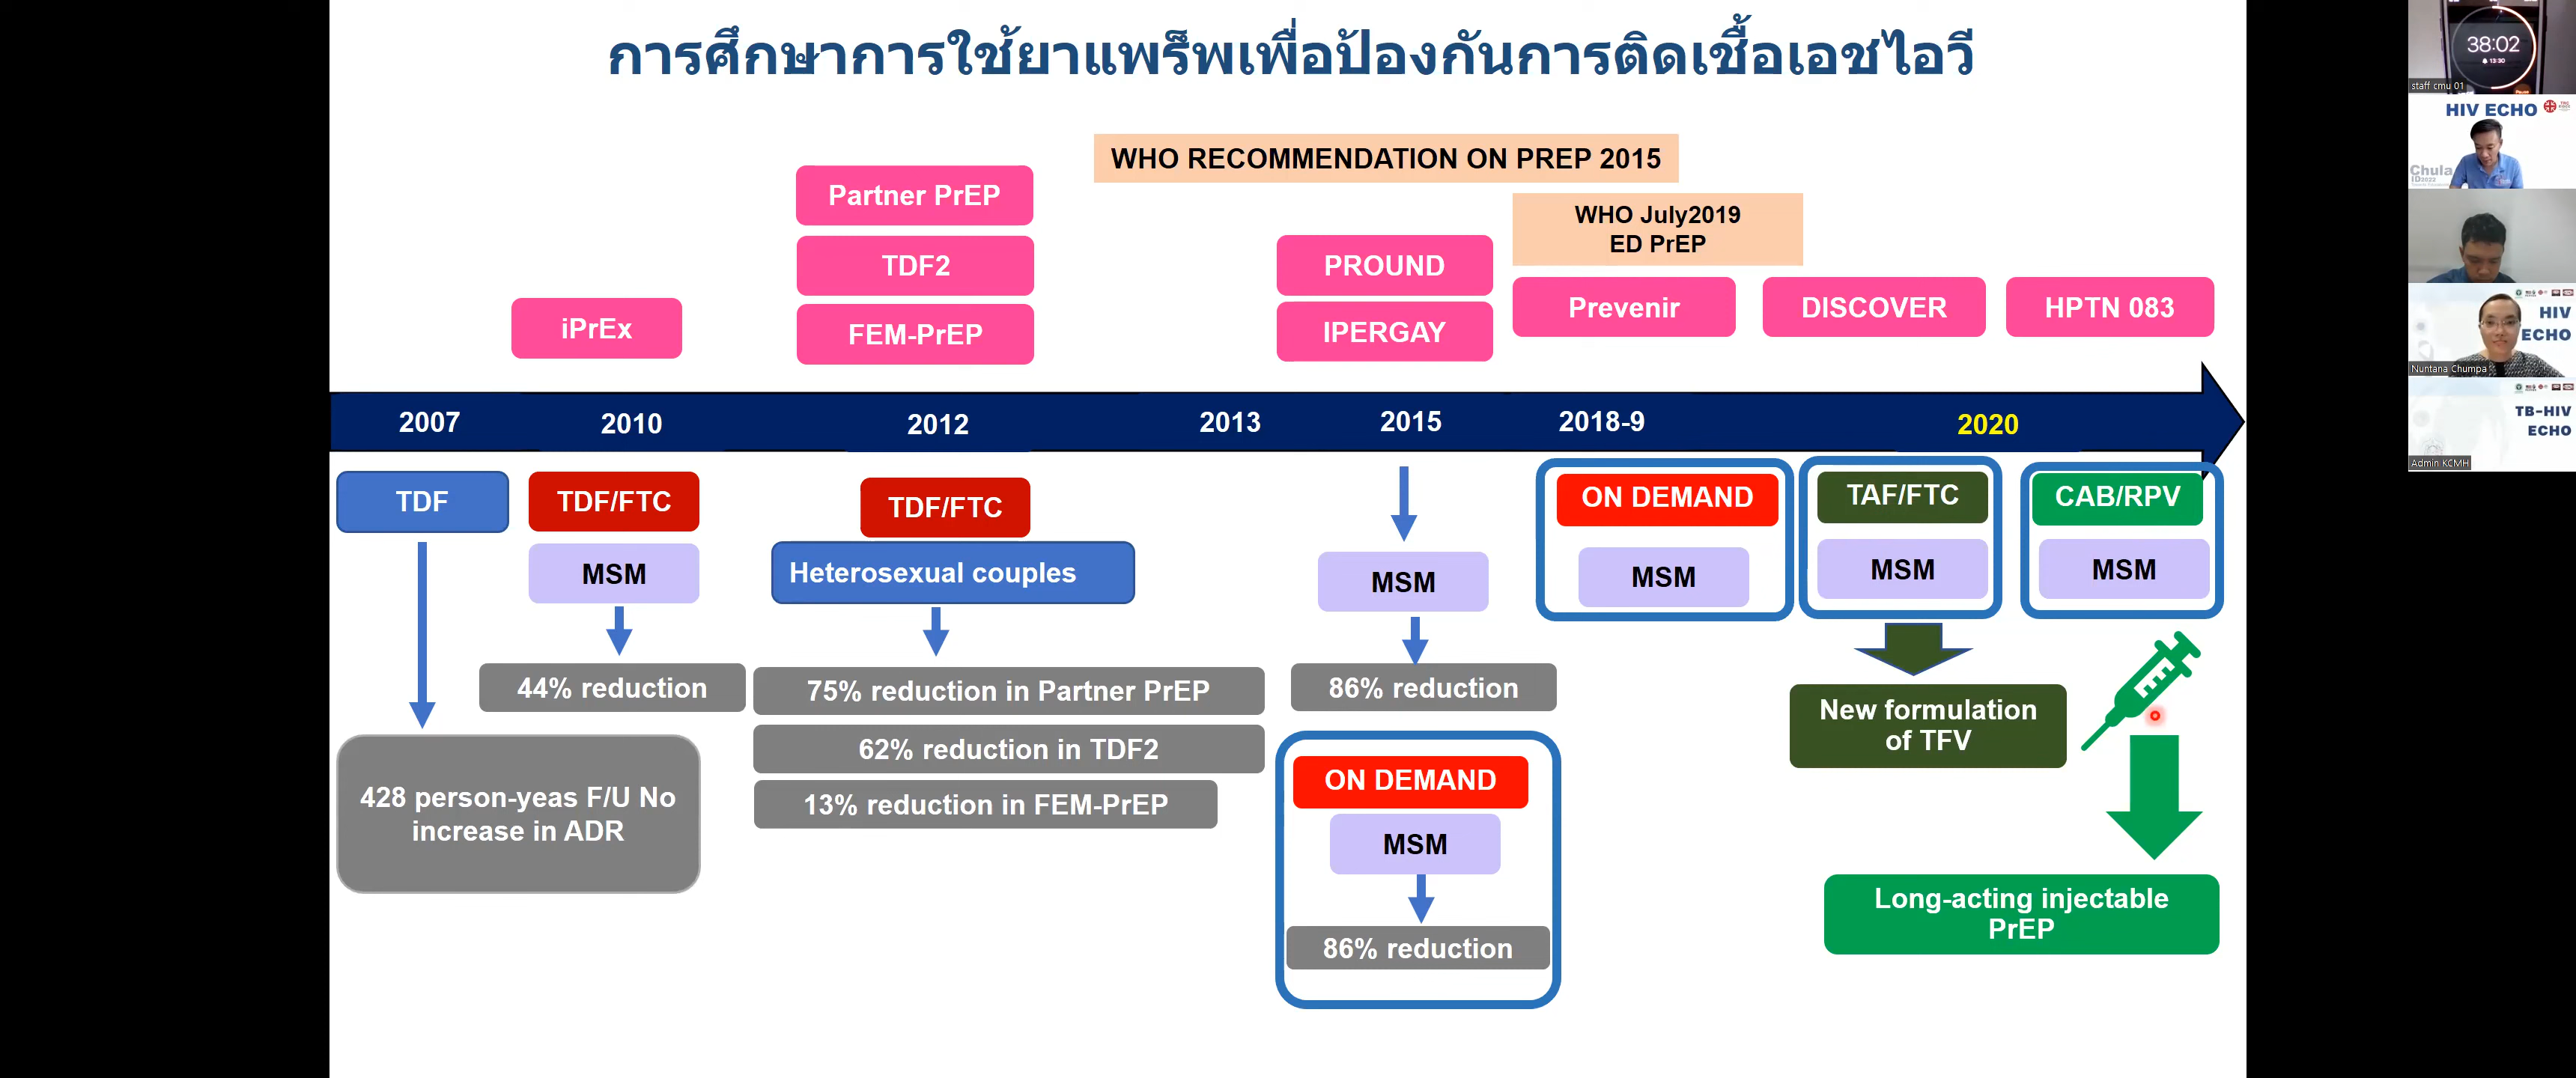 การศึกษาการใช้ยาแพร็พเพื่อป้องกันการติดเชื้อเอชไอวี
WHO RECOMMENDATION ON PREP 2015
WHO July2019
ED PrEP
Partner PrEP
TDF2
FEM-PrEP
iPrEx
PROUND
IPERGAY
Prevenir
DISCOVER
HPTN 083
2007
2010
2012
2013
2015
2018-9
2020
TDF
428 person-yeas F/U No
increase in ADR
TDF/FTC
MSM
44% reduction
TDF/FTC
Heterosexual couples
75% reduction in Partner PrEP
62% reduction in TDF2
13% reduction in FEM-PrEP
MSM
86% reduction
ON DEMAND
MSM
86% reduction
ON DEMAND
MSM
TAF/FTC
MSM
New formulation
of TFV
CAB/RPV
MSM
Long-acting injectable
PrEP
38:02
13:30
staff cmu 01
HIV ECHO
Chula
ID2022
HIV
ECHO
Nuntana Chumpa
TB-HIV
ECHO
Admin KCMH